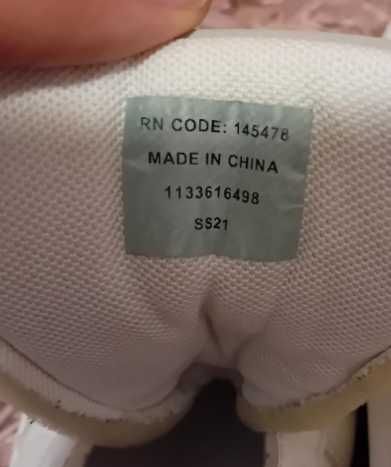 RN CODE: 145478
MADE IN CHINA
1133616498
SS21